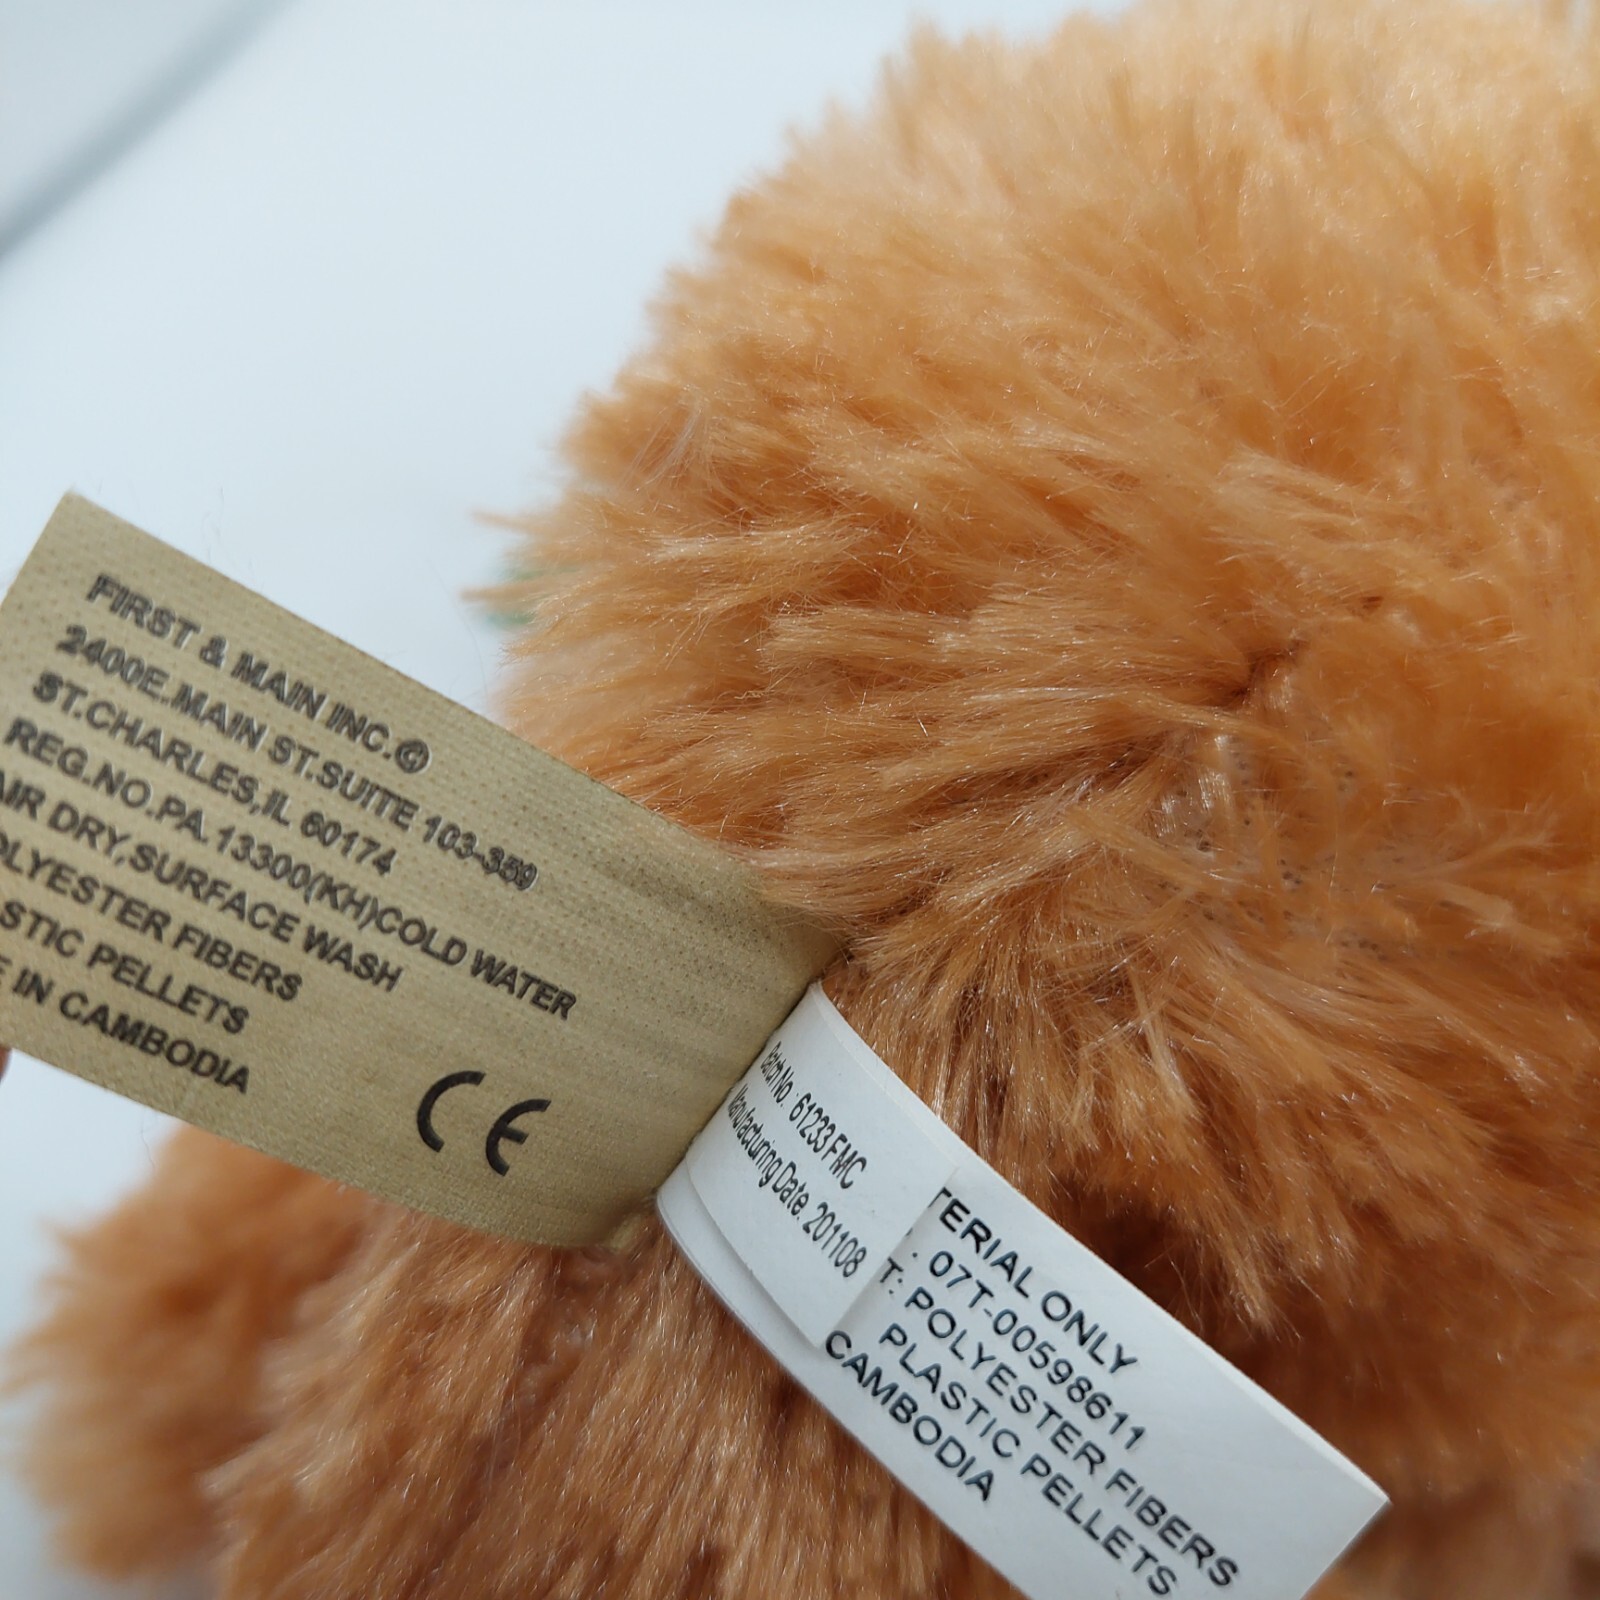 FIRST & MAIN INC.©
2400E.MAIN ST.SUITE 103-359
ST.CHARLES,IL 60174
REG.NO.PA.13300(KH)COLD WATER
AIR DRY,SURFACE WASH
OLYESTER FIBERS
STIC PELLETS
E IN CAMBODIA
CE
Batch No. 61233 FMC
Manufacturing Date. 201108
TERIAL ONLY
: 07T-00598611
T: POLYESTER FIBERS
PLASTIC PELLETS
CAMBODIA